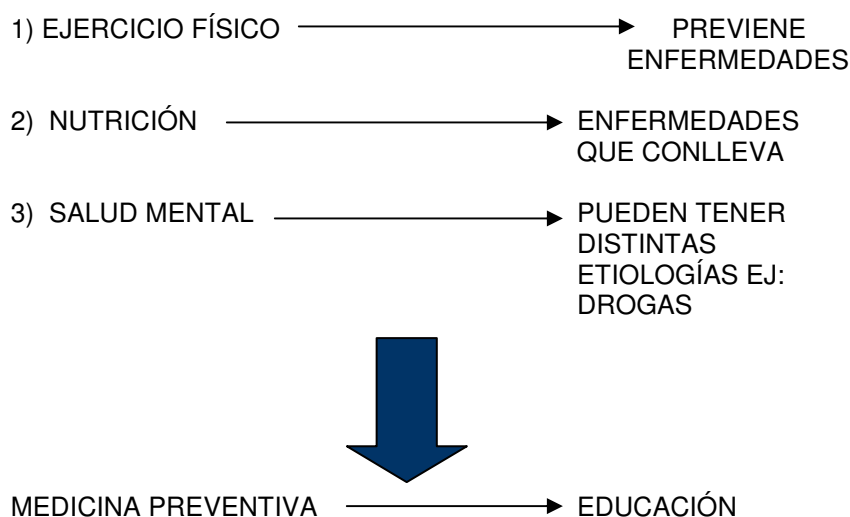 1) EJERCICIO FÍSICO PREVIENE
ENFERMEDADES
2) NUTRICIÓN ENFERMEDADES
QUE CONLLEVA
3) SALUD MENTAL PUEDEN TENER
DISTINTAS
ETIOLOGÍAS EJ:
DROGAS
MEDICINA PREVENTIVA EDUCACIÓN